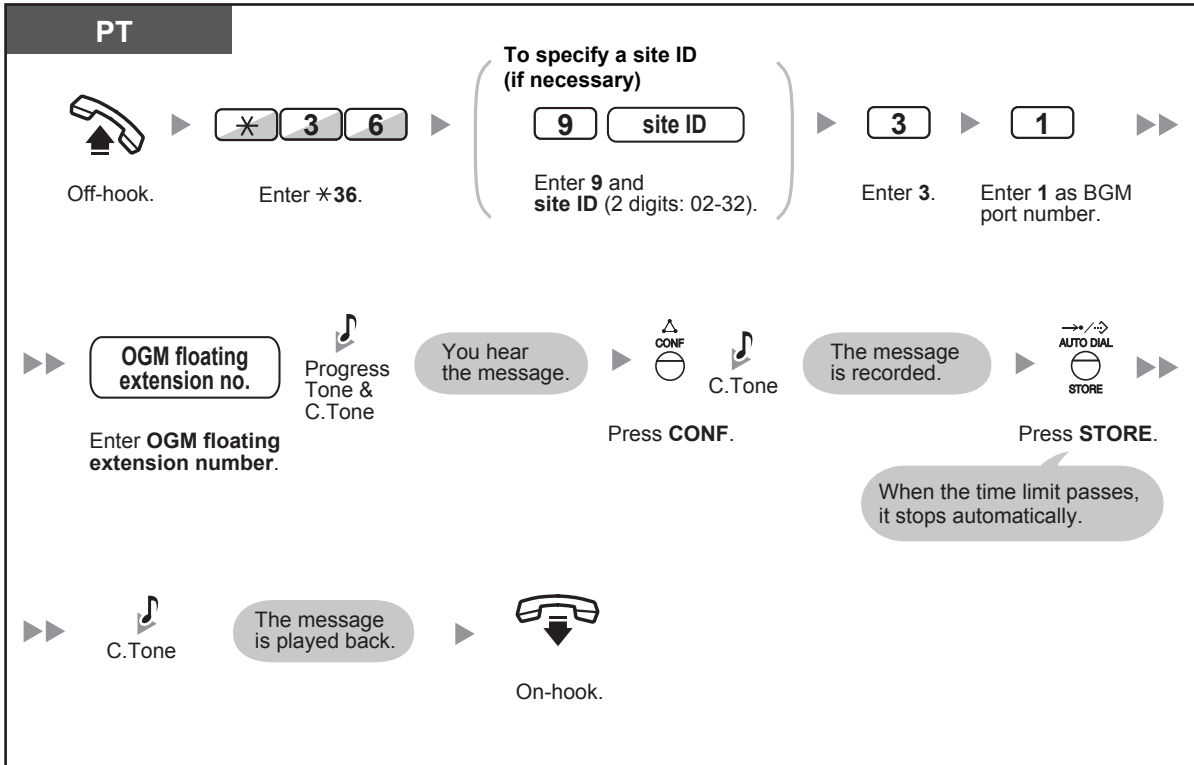 PT
To specify a site ID
(if necessary)
✳ 3 6
9 site ID
3
1
Off-hook.
Enter ✳36.
Enter 9 and
site ID (2 digits: 02-32).
Enter 3.
Enter 1 as BGM
port number.
OGM floating
extension no.
Enter OGM floating
extension number.
Progress
Tone &
C.Tone
You hear
the message.
CONF
Press CONF.
C.Tone
The message
is recorded.
AUTO DIAL
STORE
Press STORE.
When the time limit passes,
it stops automatically.
C.Tone
The message
is played back.
On-hook.